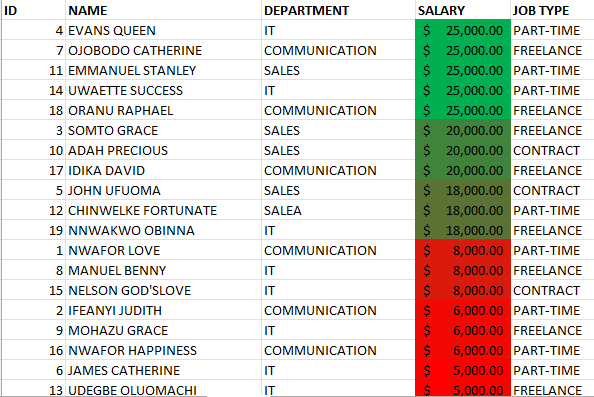 ID NAME DEPARTMENT SALARY JOB TYPE
4 EVANS QUEEN IT $ 25,000.00 PART-TIME
7 OJOBODO CATHERINE COMMUNICATION $ 25,000.00 FREELANCE
11 EMMANUEL STANLEY SALES $ 25,000.00 PART-TIME
14 UWAETTE SUCCESS IT $ 25,000.00 PART-TIME
18 ORANU RAPHAEL COMMUNICATION $ 25,000.00 FREELANCE
3 SOMTO GRACE SALES $ 20,000.00 FREELANCE
10 ADAH PRECIOUS SALES $ 20,000.00 CONTRACT
17 IDIKA DAVID COMMUNICATION $ 20,000.00 FREELANCE
5 JOHN UFUOMA SALES $ 18,000.00 CONTRACT
12 CHINWELKE FORTUNATE SALEA $ 18,000.00 PART-TIME
19 NNWAKWO OBINNA IT $ 18,000.00 FREELANCE
1 NWAFOR LOVE COMMUNICATION $ 8,000.00 PART-TIME
8 MANUEL BENNY IT $ 8,000.00 FREELANCE
15 NELSON GOD'SLOVE IT $ 8,000.00 CONTRACT
2 IFEANYI JUDITH COMMUNICATION $ 6,000.00 PART-TIME
9 MOHAZU GRACE IT $ 6,000.00 FREELANCE
16 NWAFOR HAPPINESS COMMUNICATION $ 6,000.00 PART-TIME
6 JAMES CATHERINE IT $ 5,000.00 PART-TIME
13 UDEGBE OLUOMACHI IT $ 5,000.00 FREELANCE